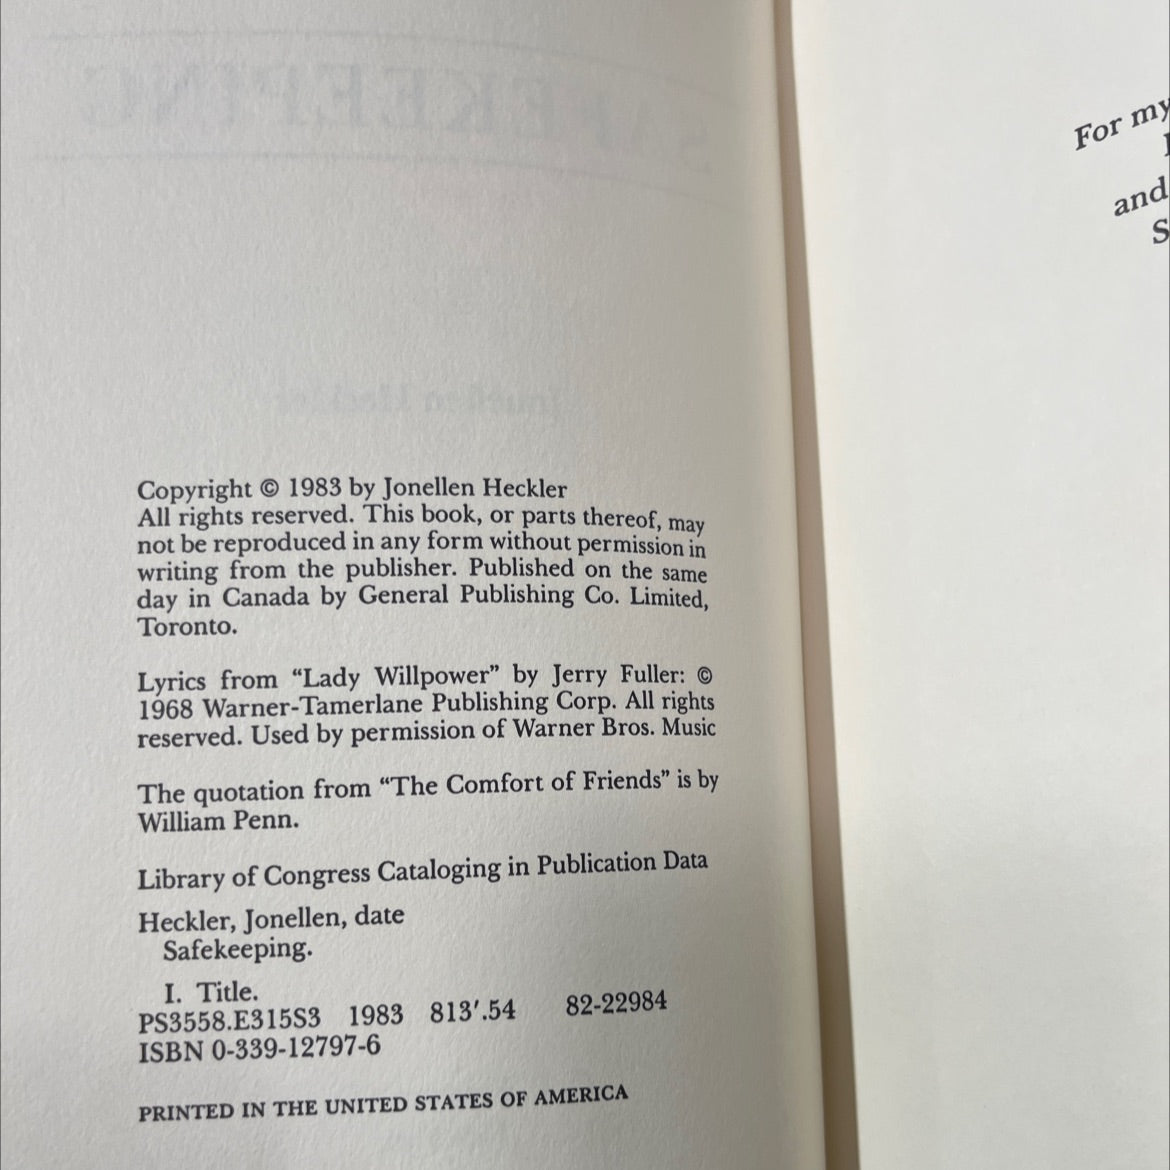 Copyright © 1983 by Jonellen Heckler
All rights reserved. This book, or parts thereof, may
not be reproduced in any form without permission in
writing from the publisher. Published on the same
day in Canada by General Publishing Co. Limited,
Toronto.
Lyrics from “Lady Willpower” by Jerry Fuller: ©
1968 Warner-Tamerlane Publishing Corp. All rights
reserved. Used by permission of Warner Bros. Music
The quotation from “The Comfort of Friends” is by
William Penn.
Library of Congress Cataloging in Publication Data
Heckler, Jonellen, date
Safekeeping.
I. Title.
PS3558.E315S3 1983 813′.54 82-22984
ISBN 0-339-12797-6
PRINTED IN THE UNITED STATES OF AMERICA
For my
and
SAFEKEEPING
Jonellen Heckler